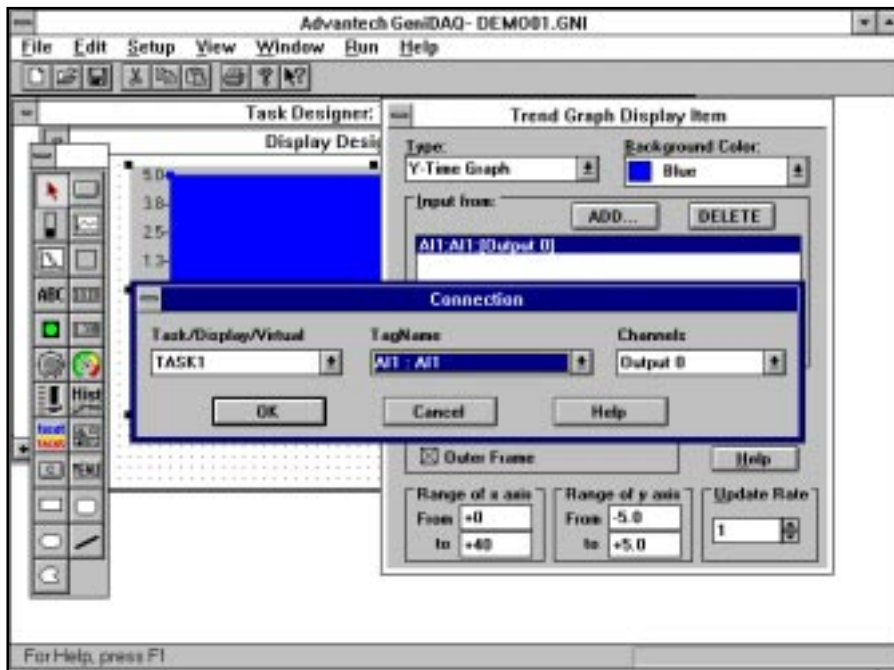 Advantech GeniDAQ- DEMO01.GNI
File Edit Setup View Window Run Help
Task Designer:
Display Desig
Trend Graph Display Item
Type:
Y-Time Graph
Background Color:
Blue
Input from:
ADD...
DELETE
AI1:AI1:[Output 0]
5.0
3.8
2.5
1.3
ABC
Hist
MENU
Connection
Task/Display/Virtual
TASK1
TagName
AI1 : AI1
Channels
Output 0
OK
Cancel
Help
Outer Frame
Help
Range of x axis
From +0
to +40
Range of y axis
From -5.0
to +5.0
Update Rate
1
For Help, press F1